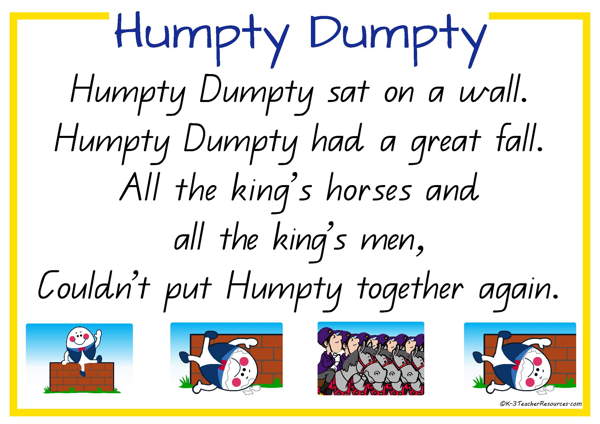 Humpty Dumpty
Humpty Dumpty sat on a wall.
Humpty Dumpty had a great fall.
All the king's horses and
all the king's men,
Couldn't put Humpty together again.
©K-3TeacherResources.com